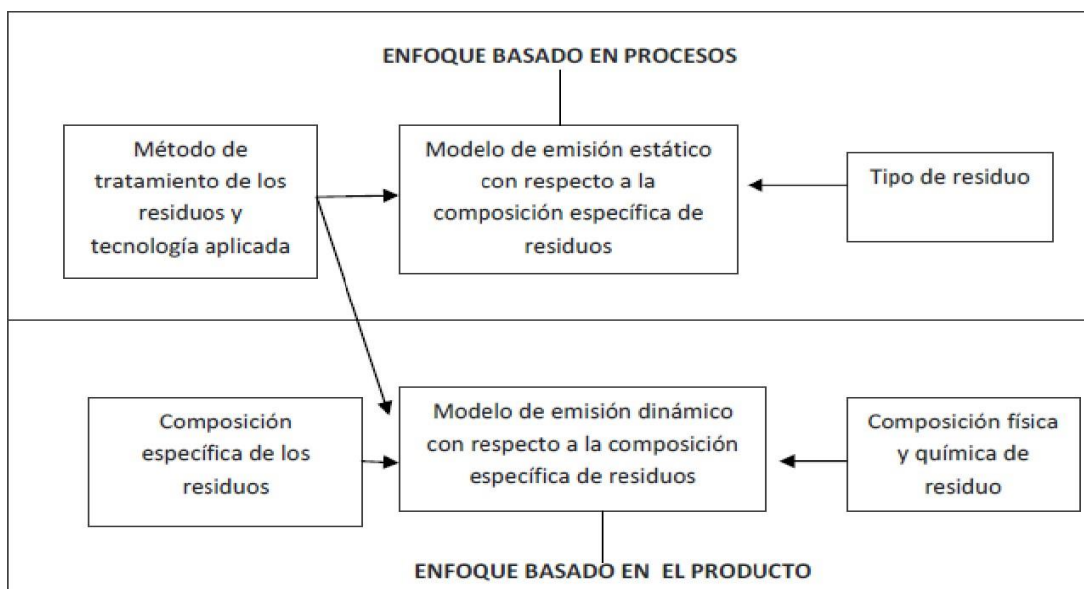 ENFOQUE BASADO EN PROCESOS
Método de
tratamiento de los
residuos y
tecnología aplicada
Modelo de emisión estático
con respecto a la
composición específica de
residuos
Tipo de residuo
Composición
específica de los
residuos
Modelo de emisión dinámico
con respecto a la composición
específica de residuos
Composición física
y química de
residuo
ENFOQUE BASADO EN EL PRODUCTO